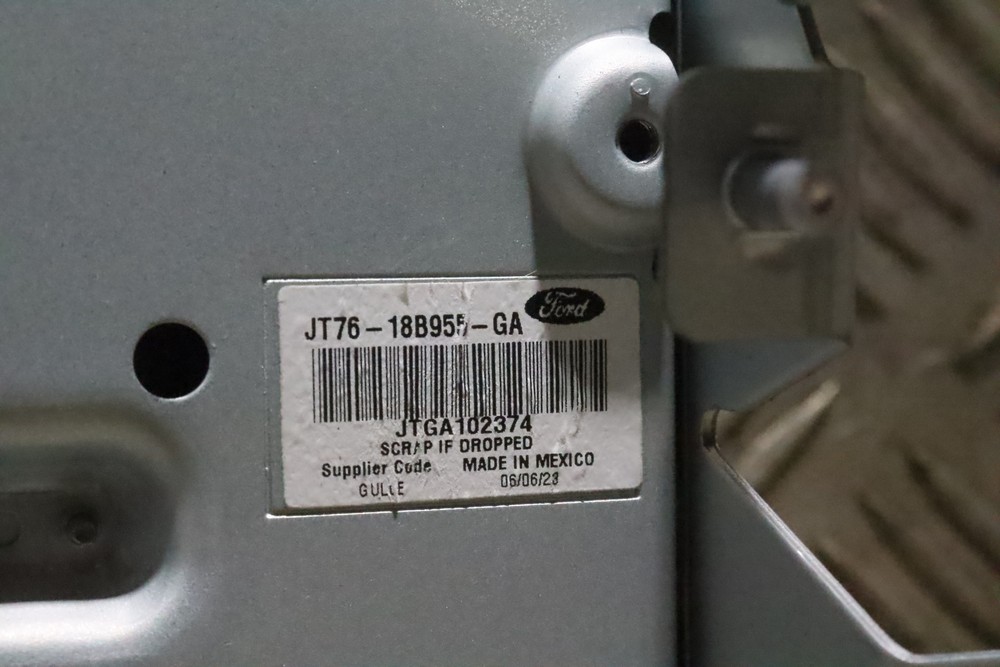 Ford
JT76-18B955-GA
JTGA102374
SCRAP IF DROPPED
Supplier Code MADE IN MEXICO
06/06/23